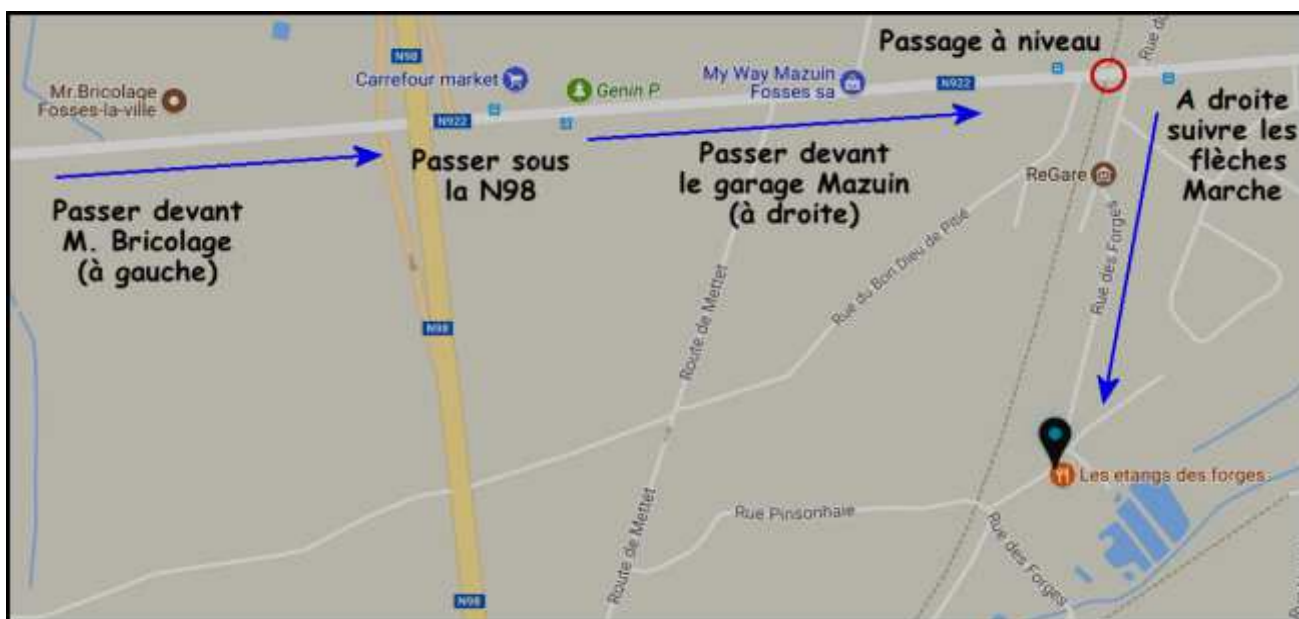 Rue du
Passage à niveau
N98
Carrefour market
My Way Mazuin
Fosses sa
N922
Mr.Bricolage
Fosses-la-ville
Genin P.
N922
A droite
suivre les
flèches
Marche
Passer sous
la N98
Passer devant
le garage Mazuin
(à droite)
ReGare
Passer devant
M. Bricolage
(à gauche)
Rue des Forges
Rue du Bon Dieu de Pitié
Route de Mettet
N98
Les etangs des forges
Rue Pinsonhaie
Route de Mettet
Rue des Forges
N98